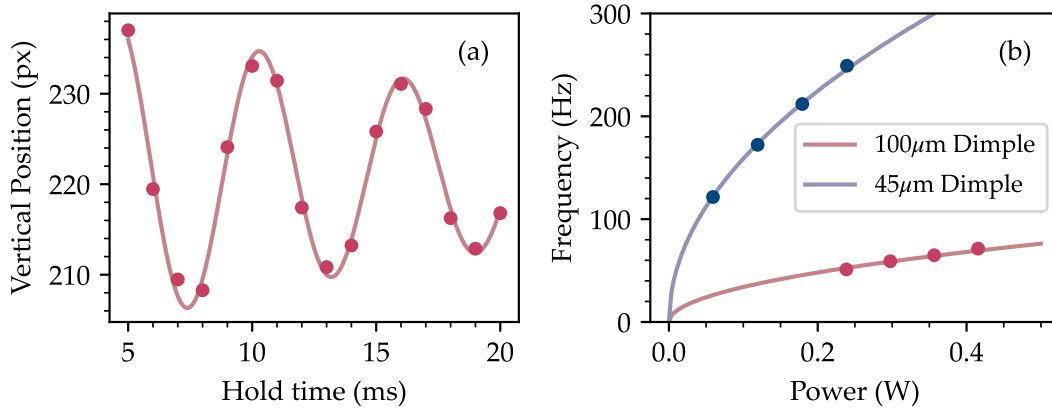 (a)
Vertical Position (px)
230
220
210
5
10
15
20
Hold time (ms)
(b)
Frequency (Hz)
300
200
100
0
100μm Dimple
45μm Dimple
0.0
0.2
0.4
Power (W)